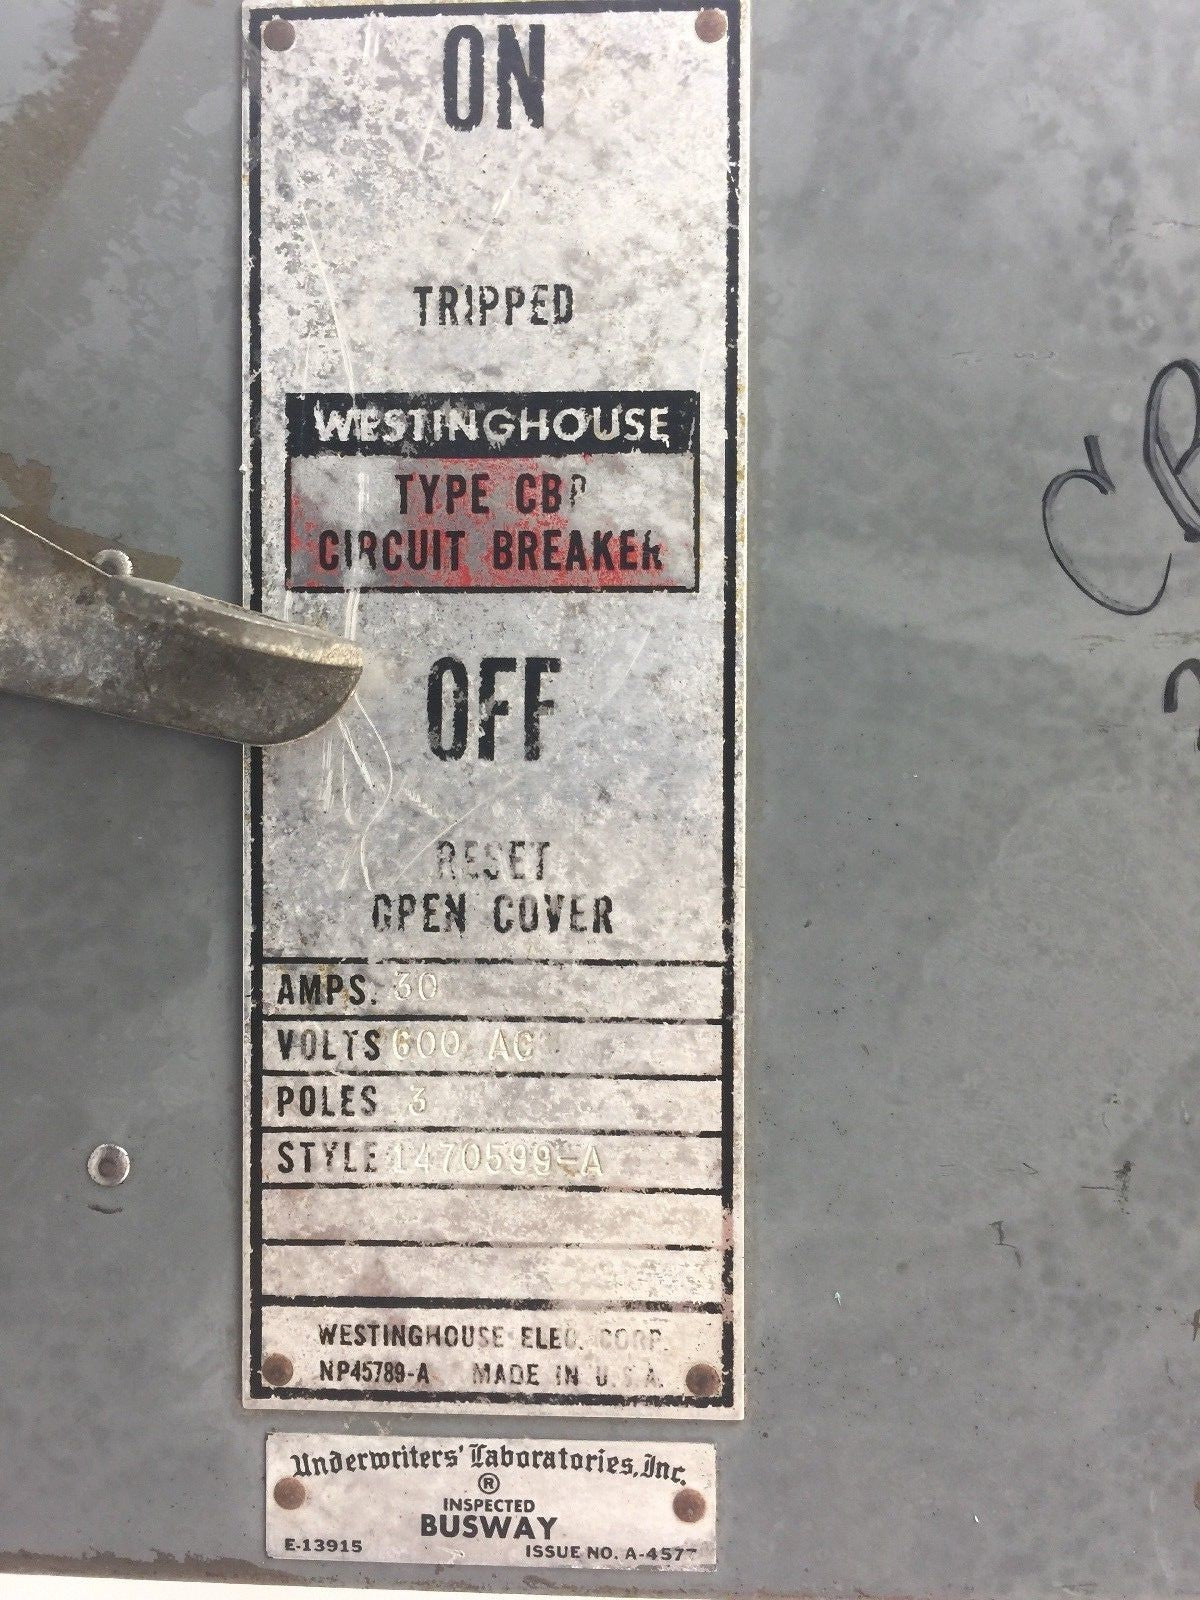 ON
TRIPPED
WESTINGHOUSE
TYPE CBP
CIRCUIT BREAKER
OFF
RESET
OPEN COVER
AMPS. 30
VOLTS 600 AC
POLES 3
STYLE 1470599-A
WESTINGHOUSE ELEC. CORP.
NP45789-A MADE IN U.S.A.
Underwriters' Laboratories, Inc.
®
INSPECTED
BUSWAY
E-13915 ISSUE NO. A-4577